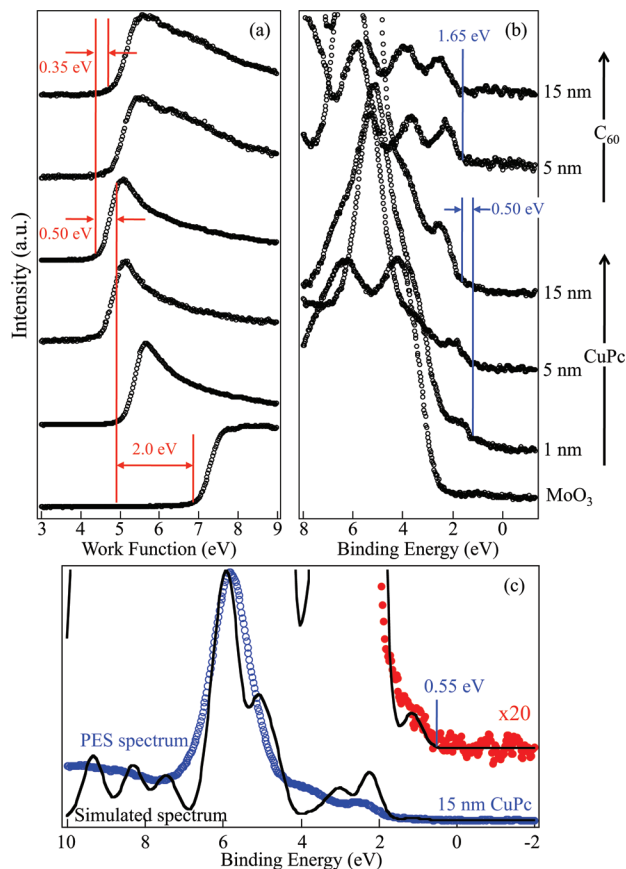 (a)
0.35 eV
0.50 eV
2.0 eV
Intensity (a.u.)
3 4 5 6 7 8 9
Work Function (eV)
(b)
1.65 eV
15 nm
5 nm
C60
0.50 eV
15 nm
5 nm
CuPc
1 nm
MoO3
8 6 4 2 0
Binding Energy (eV)
(c)
0.55 eV
x20
PES spectrum
Simulated spectrum
15 nm CuPc
10 8 6 4 2 0 -2
Binding Energy (eV)